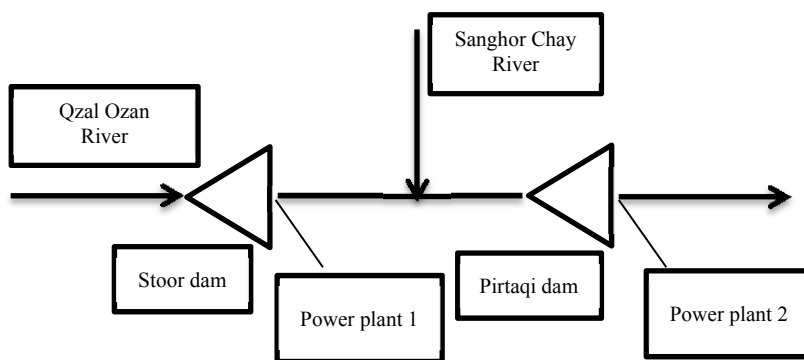 Sanghor Chay
River
Qzal Ozan
River
Stoor dam
Power plant 1
Pirtaqi dam
Power plant 2